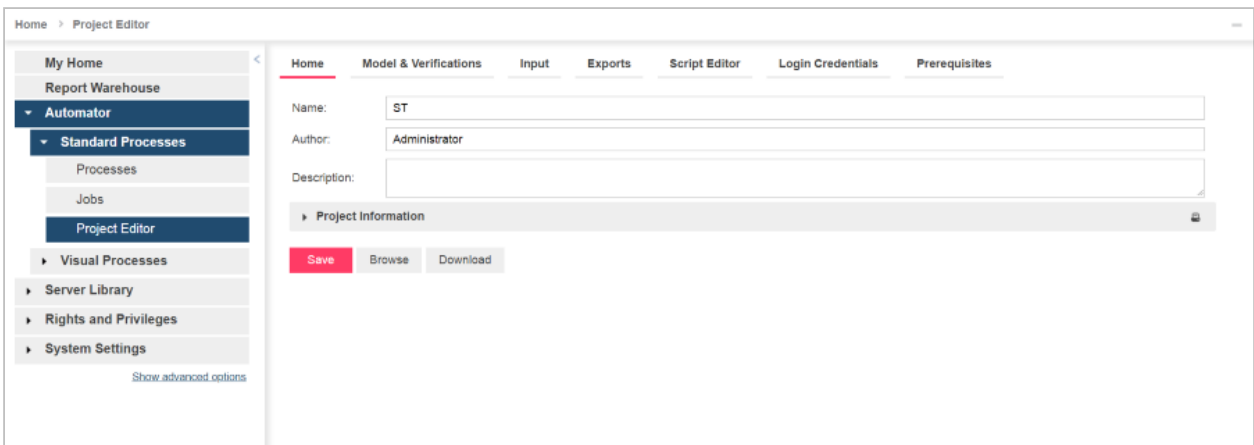 Home > Project Editor
My Home
Report Warehouse
Automator
Standard Processes
Processes
Jobs
Project Editor
Visual Processes
Server Library
Rights and Privileges
System Settings
Show advanced options
Home Model & Verifications Input Exports Script Editor Login Credentials Prerequisites
Name: ST
Author: Administrator
Description:
Project Information
Save Browse Download